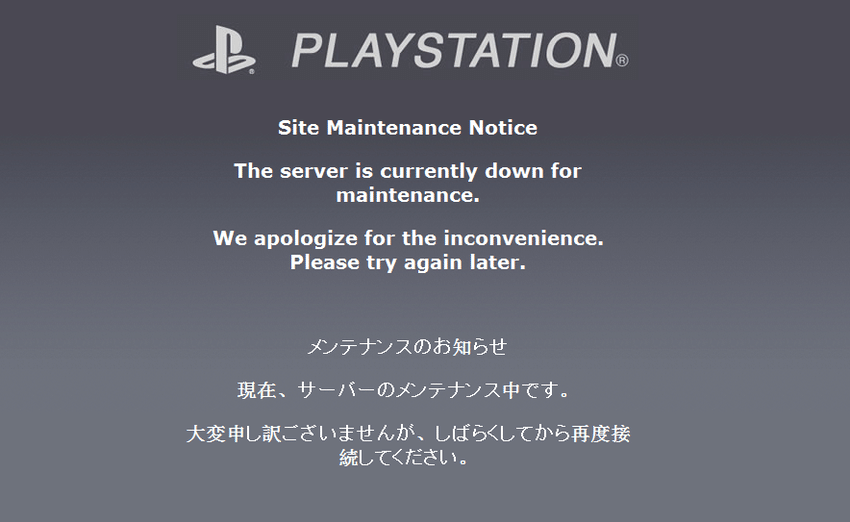 PLAYSTATION®
Site Maintenance Notice
The server is currently down for
maintenance.
We apologize for the inconvenience.
Please try again later.
メンテナンスのお知らせ
現在、サーバーのメンテナンス中です。
大変申し訳ございませんが、しばらくしてから再度接
続してください。